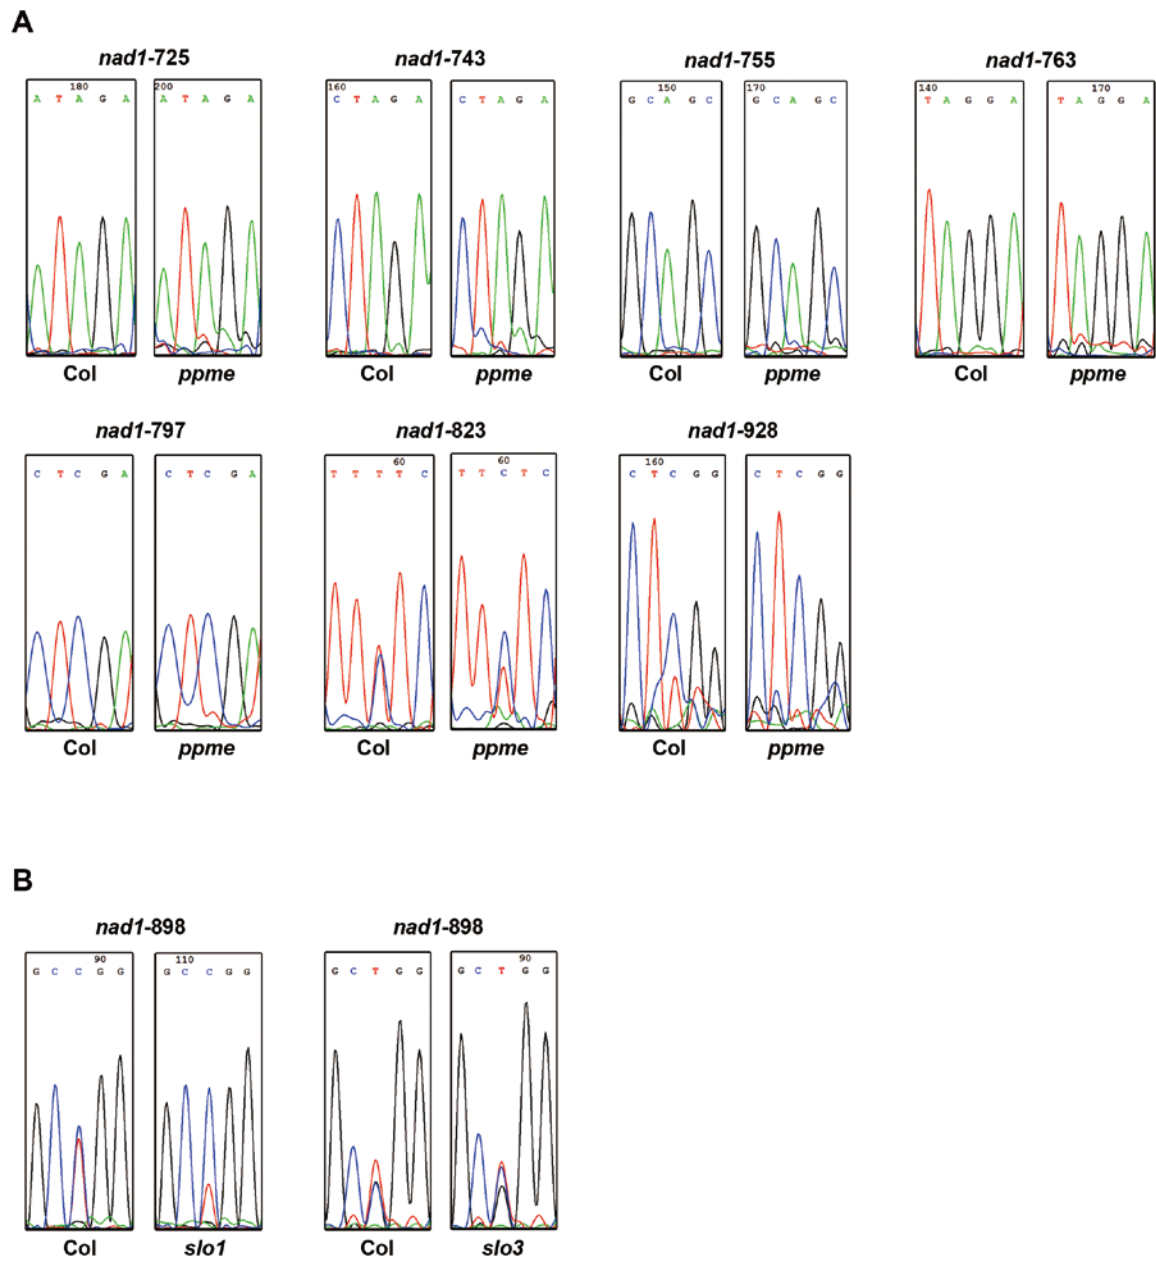 A
nad1-725 nad1-743 nad1-755 nad1-763
180 200 160 150 170 140 170
A T A G A A T A G A C T A G A C T A G A G C A G C G C A G C T A G G A T A G G A
Col ppme Col ppme Col ppme Col ppme
nad1-797 nad1-823 nad1-928
60 60 160
C T C G A C T C G A T T T T C T T C T C C T C G G C T C G G
Col ppme Col ppme Col ppme
B
nad1-898 nad1-898
90 110 90
G C C G G G C C G G G C T G G G C T G G
Col slo1 Col slo3